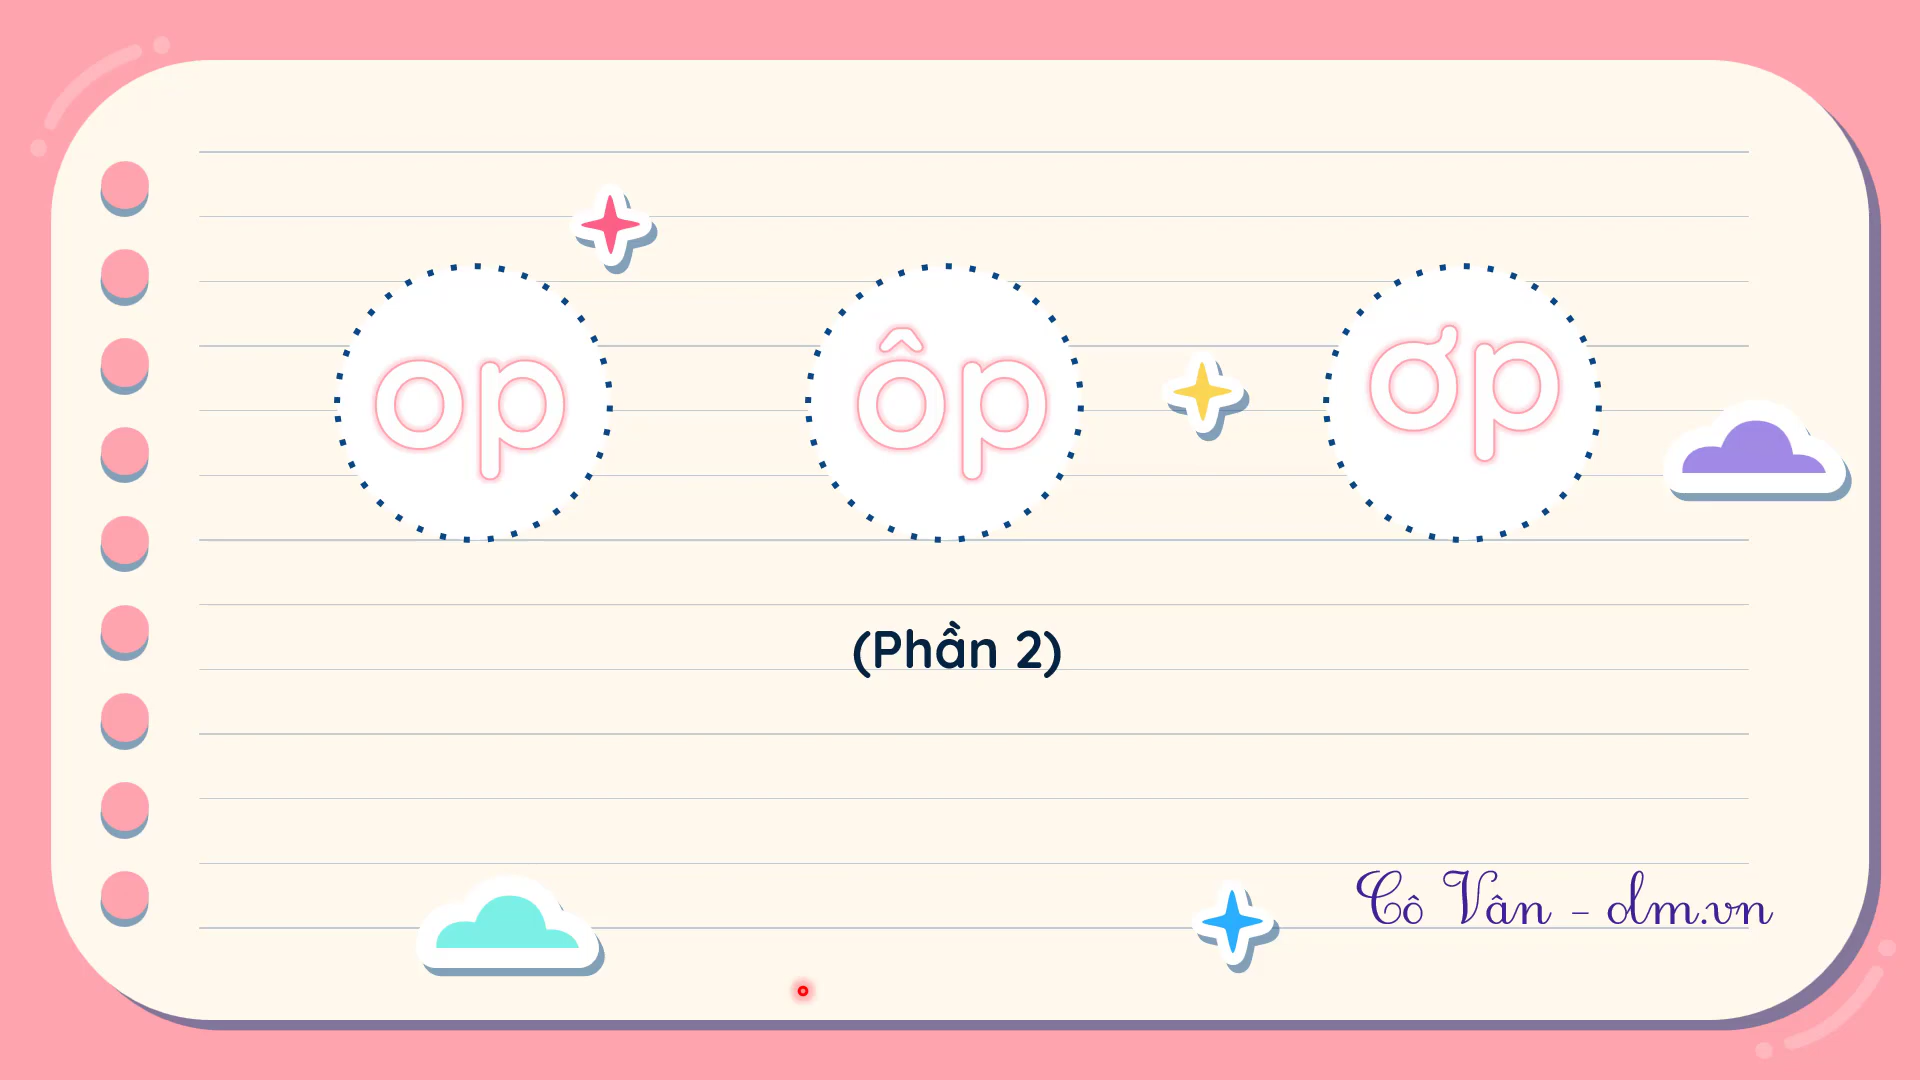 op ôp ơp
(Phần 2)
Cô Vân - dm.vn